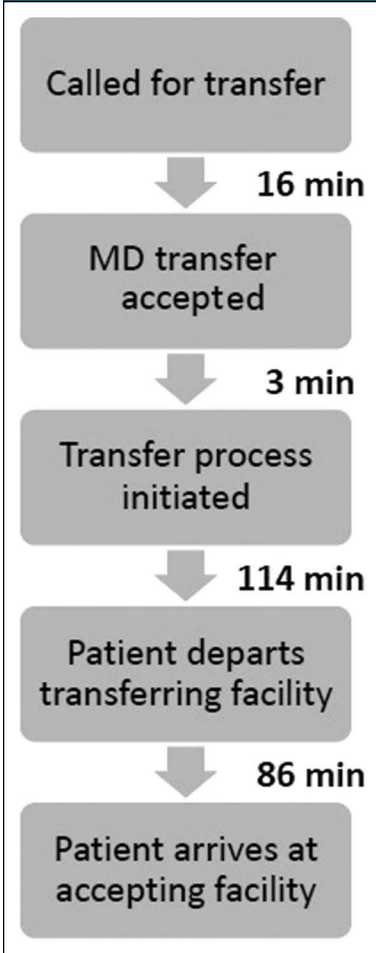 Called for transfer
16 min
MD transfer
accepted
3 min
Transfer process
initiated
114 min
Patient departs
transferring facility
86 min
Patient arrives at
accepting facility